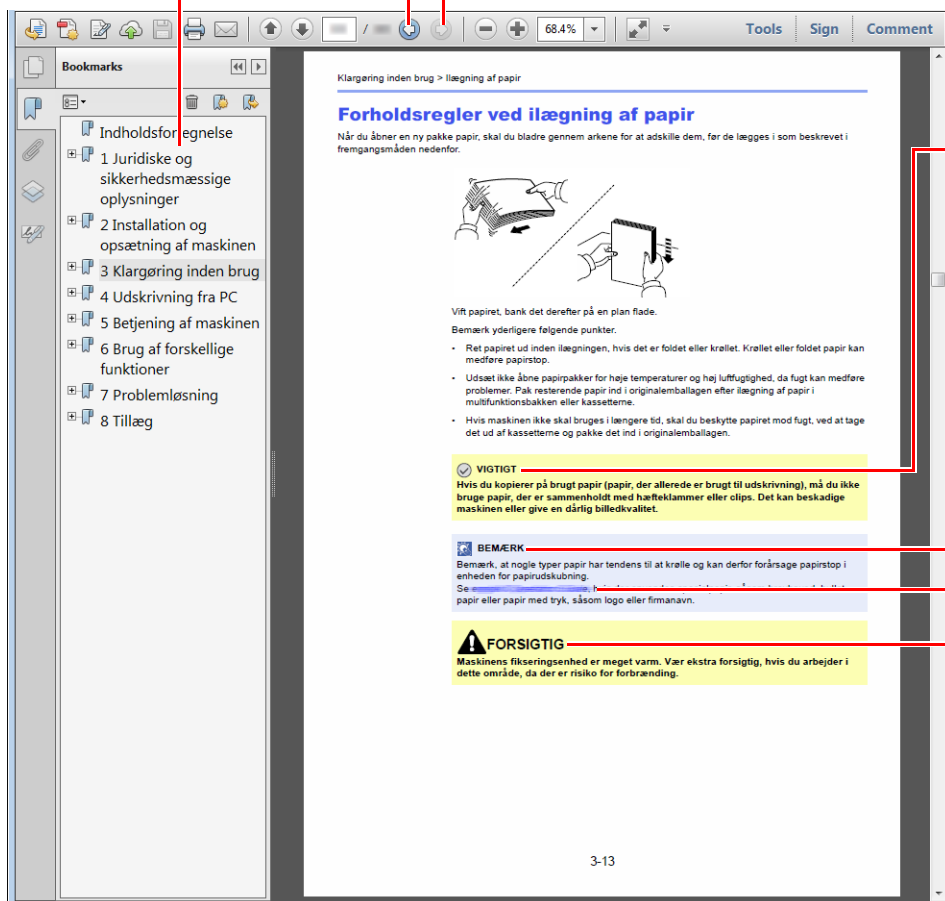 /
68.4%
Tools
Sign
Comment
Bookmarks
Indholdsfortegnelse
1 Juridiske og
sikkerhedsmæssige
oplysninger
2 Installation og
opsætning af maskinen
3 Klargøring inden brug
4 Udskrivning fra PC
5 Betjening af maskinen
6 Brug af forskellige
funktioner
7 Problemløsning
8 Tillæg
Klargøring inden brug > Ilægning af papir
Forholdsregler ved ilægning af papir
Når du åbner en ny pakke papir, skal du bladre gennem arkene for at adskille dem, før de lægges i som beskrevet i
fremgangsmåden nedenfor.
Vift papiret, bank det derefter på en plan flade.
Bemærk yderligere følgende punkter.
• Ret papiret ud inden ilægningen, hvis det er foldet eller krøllet. Krøllet eller foldet papir kan
medføre papirstop.
• Udsæt ikke åbne papirpakker for høje temperaturer og høj luftfugtighed, da fugt kan medføre
problemer. Pak resterende papir ind i originalemballagen efter ilægning af papir i
multifunktionsbakken eller kassetterne.
• Hvis maskinen ikke skal bruges i længere tid, skal du beskytte papiret mod fugt, ved at tage
det ud af kassetterne og pakke det ind i originalemballagen.
VIGTIGT
Hvis du kopierer på brugt papir (papir, der allerede er brugt til udskrivning), må du ikke
bruge papir, der er sammenholdt med hæfteklammer eller clips. Det kan beskadige
maskinen eller give en dårlig billedkvalitet.
BEMÆRK
Bemærk, at nogle typer papir har tendens til at krølle og kan derfor forårsage papirstop i
enheden for papirudskubning.
Se
papir eller papir med tryk, såsom logo eller firmanavn.
FORSIGTIG
Maskinens fikseringsenhed er meget varm. Vær ekstra forsigtig, hvis du arbejder i
dette område, da der er risiko for forbrænding.
3-13